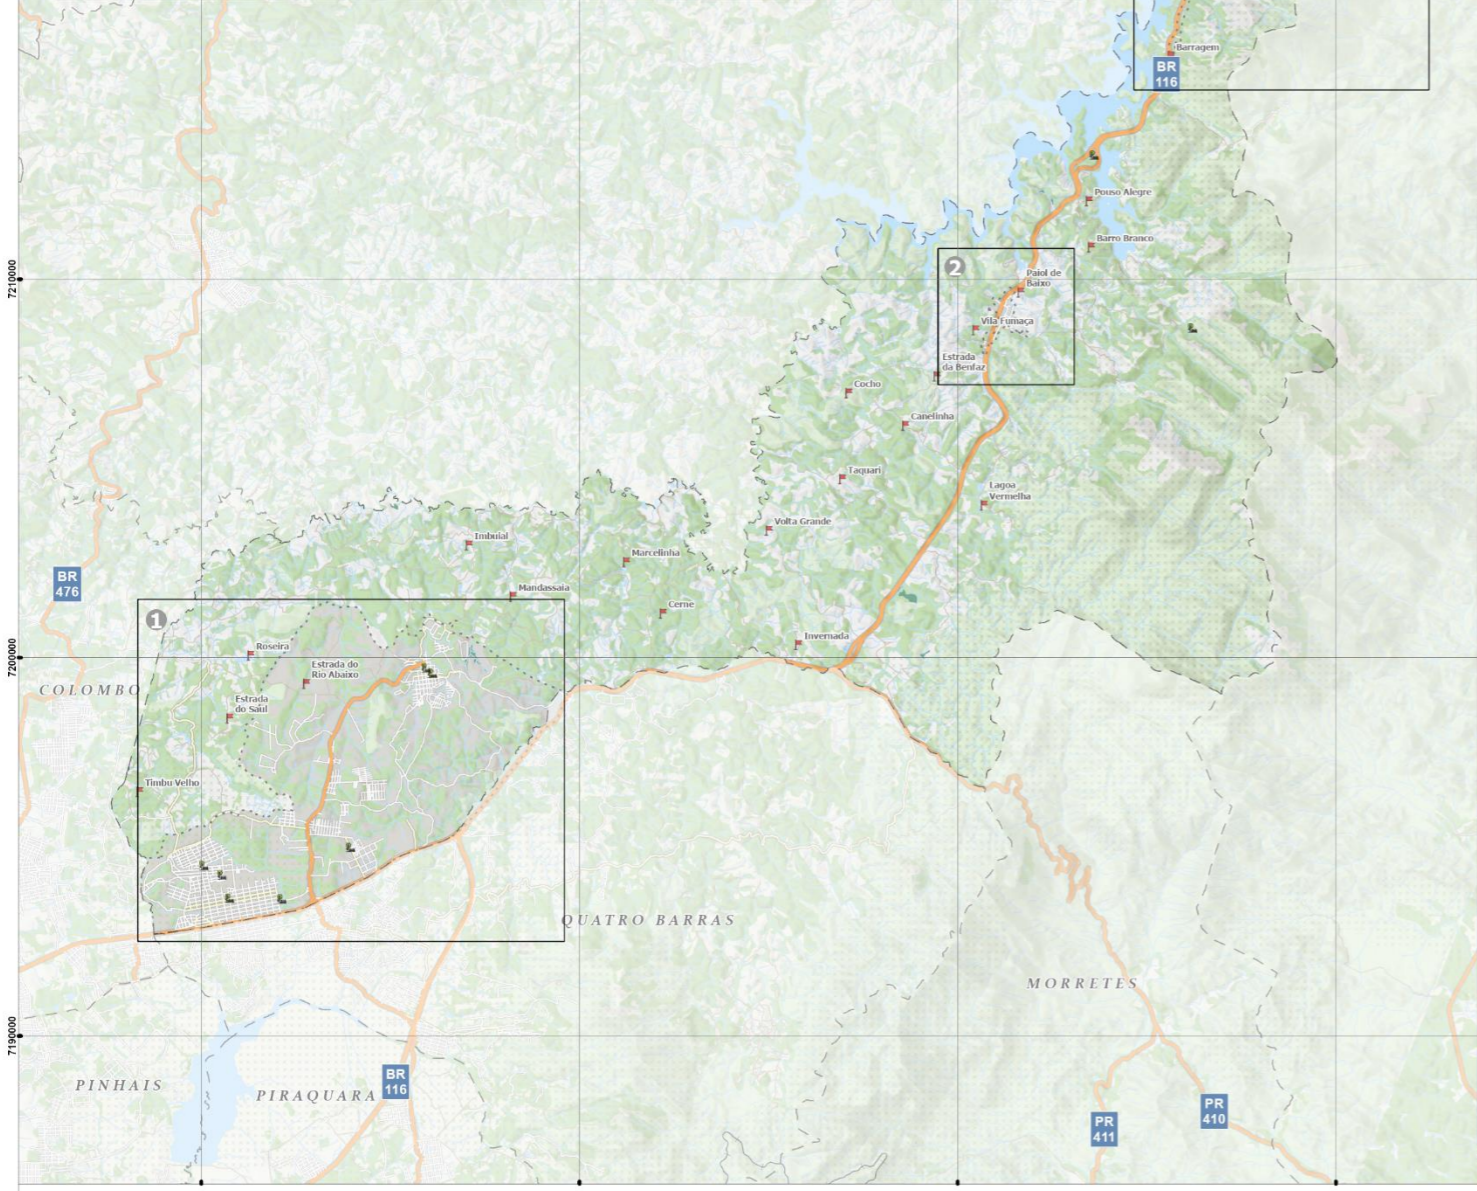 Barragem
BR
116
Pouso Alegre
Barro Branco
7210000
2
Paiol de
Baixo
Vila Fumaça
Estrada
da Benfaz
Cocho
Canelinha
Taquari
Lagoa
Vermelha
Volta Grande
Imbuial
Marcelinha
BR
476
Mandassaia
Cerne
1
Invernada
Roseira
7200000
Estrada do
Rio Abaixo
COLOMBO
Estrada
do Saúl
Timbu Velho
QUATRO BARRAS
MORRETES
7190000
PINHAIS
BR
116
PIRAQUARA
PR
410
PR
411